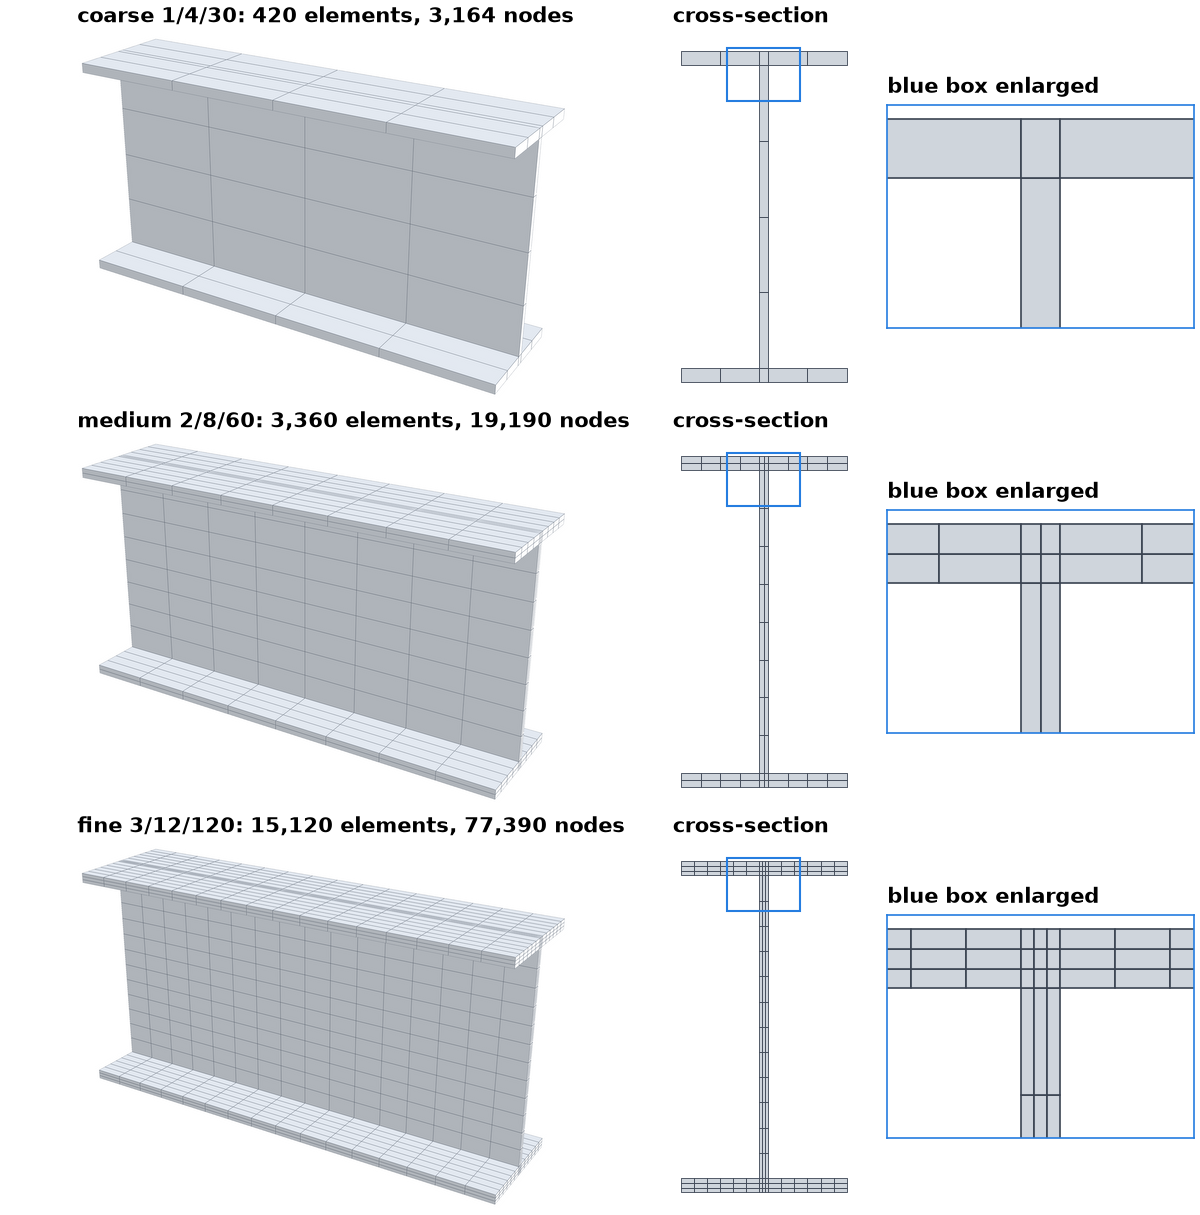 coarse 1/4/30: 420 elements, 3,164 nodes
cross-section
blue box enlarged
medium 2/8/60: 3,360 elements, 19,190 nodes
cross-section
blue box enlarged
fine 3/12/120: 15,120 elements, 77,390 nodes
cross-section
blue box enlarged